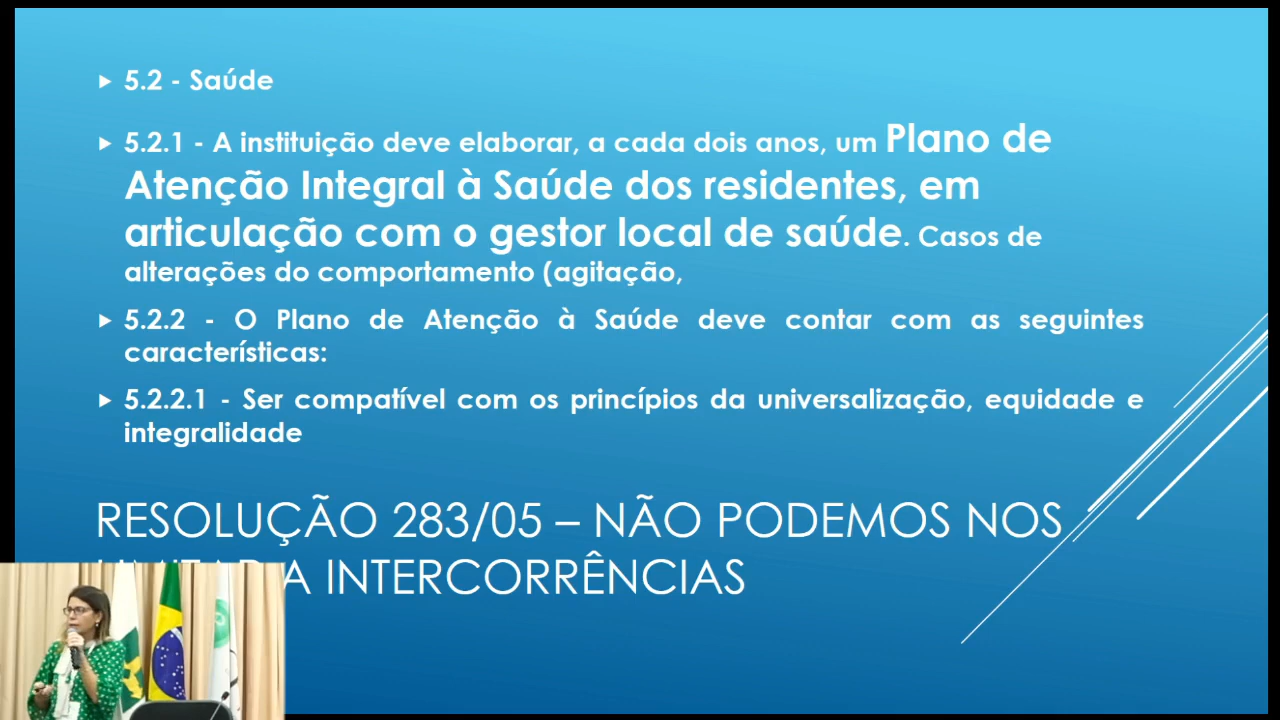 5.2 - Saúde
5.2.1 - A instituição deve elaborar, a cada dois anos, um Plano de
Atenção Integral à Saúde dos residentes, em
articulação com o gestor local de saúde. Casos de
alterações do comportamento (agitação,
5.2.2 - O Plano de Atenção à Saúde deve contar com as seguintes
características:
5.2.2.1 - Ser compatível com os princípios da universalização, equidade e
integralidade
RESOLUÇÃO 283/05 – NÃO PODEMOS NOS
A INTERCORRÊNCIAS